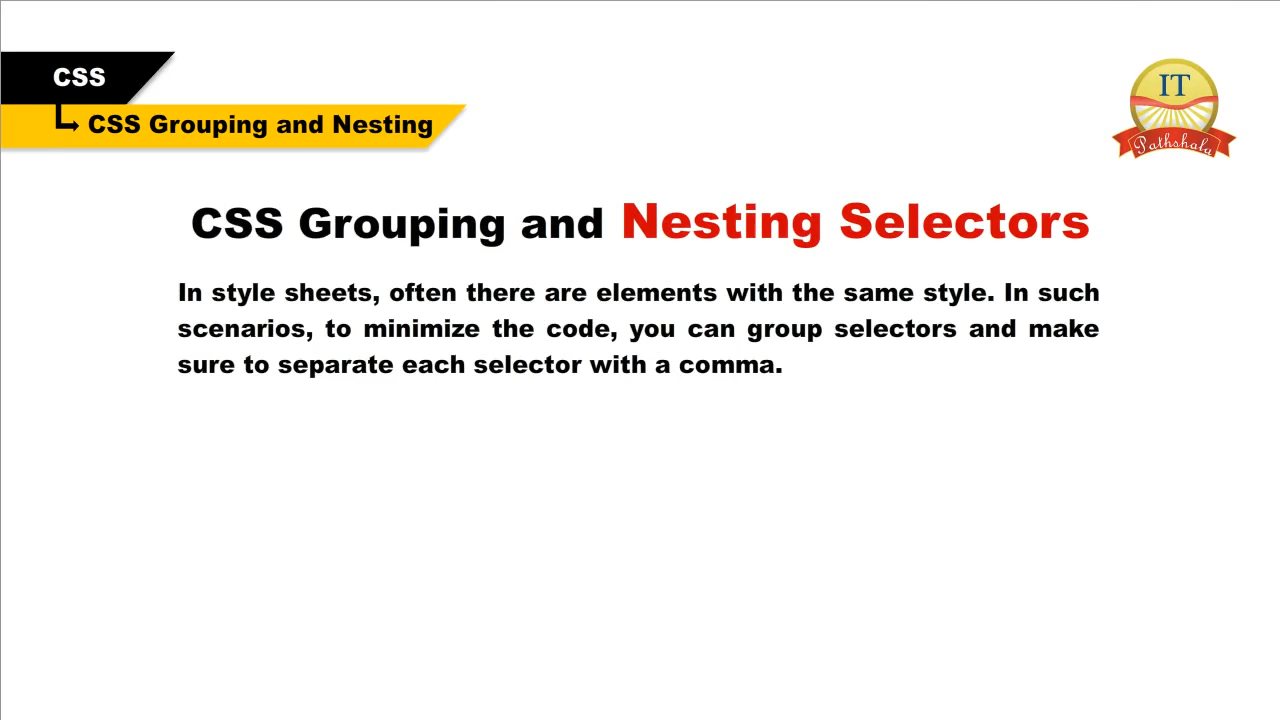 CSS
CSS Grouping and Nesting
IT
Pathshala
CSS Grouping and Nesting Selectors
In style sheets, often there are elements with the same style. In such
scenarios, to minimize the code, you can group selectors and make
sure to separate each selector with a comma.